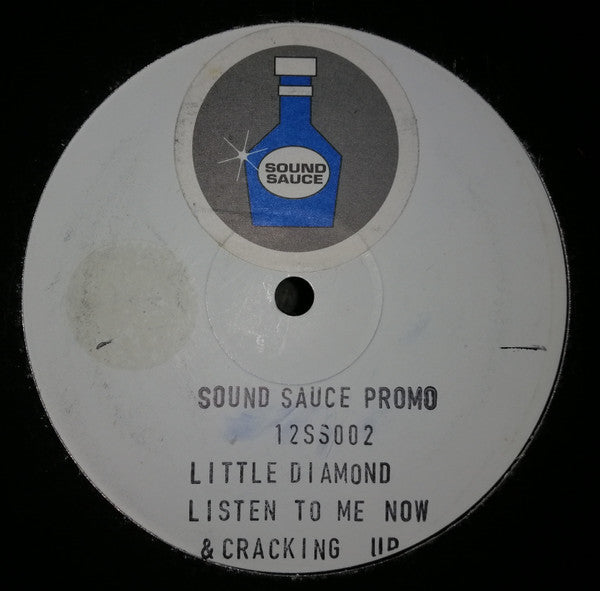 SOUND
SAUCE
SOUND SAUCE PROMO
12SS002
LITTLE DIAMOND
LISTEN TO ME NOW
& CRACKING UP